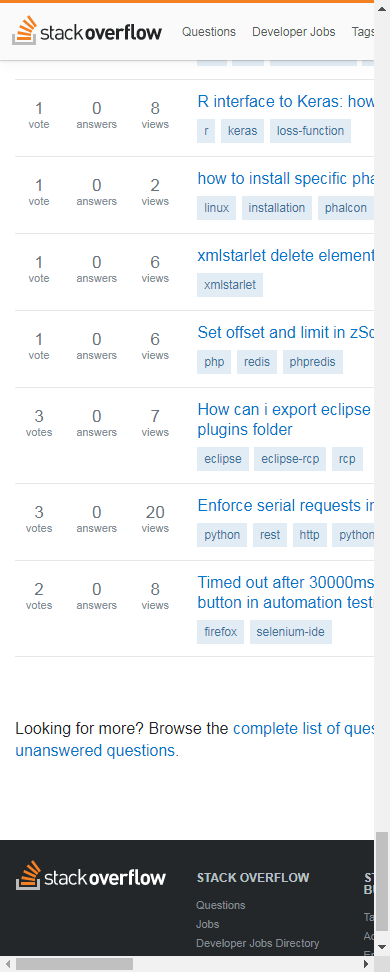 stack overflow Questions Developer Jobs Tags
1 0 8 R interface to Keras: how
vote answers views
r keras loss-function
1 0 2 how to install specific pha
vote answers views
linux installation phalcon
1 0 6 xmlstarlet delete element
vote answers views
xmlstarlet
1 0 6 Set offset and limit in zSc
vote answers views
php redis phpredis
3 0 7 How can i export eclipse
votes answers views plugins folder
eclipse eclipse-rcp rcp
3 0 20 Enforce serial requests in
votes answers views
python rest http python
2 0 8 Timed out after 30000ms
votes answers views button in automation testi
firefox selenium-ide
Looking for more? Browse the complete list of ques
unanswered questions.
stack overflow STACK OVERFLOW
Questions
Jobs
Developer Jobs Directory